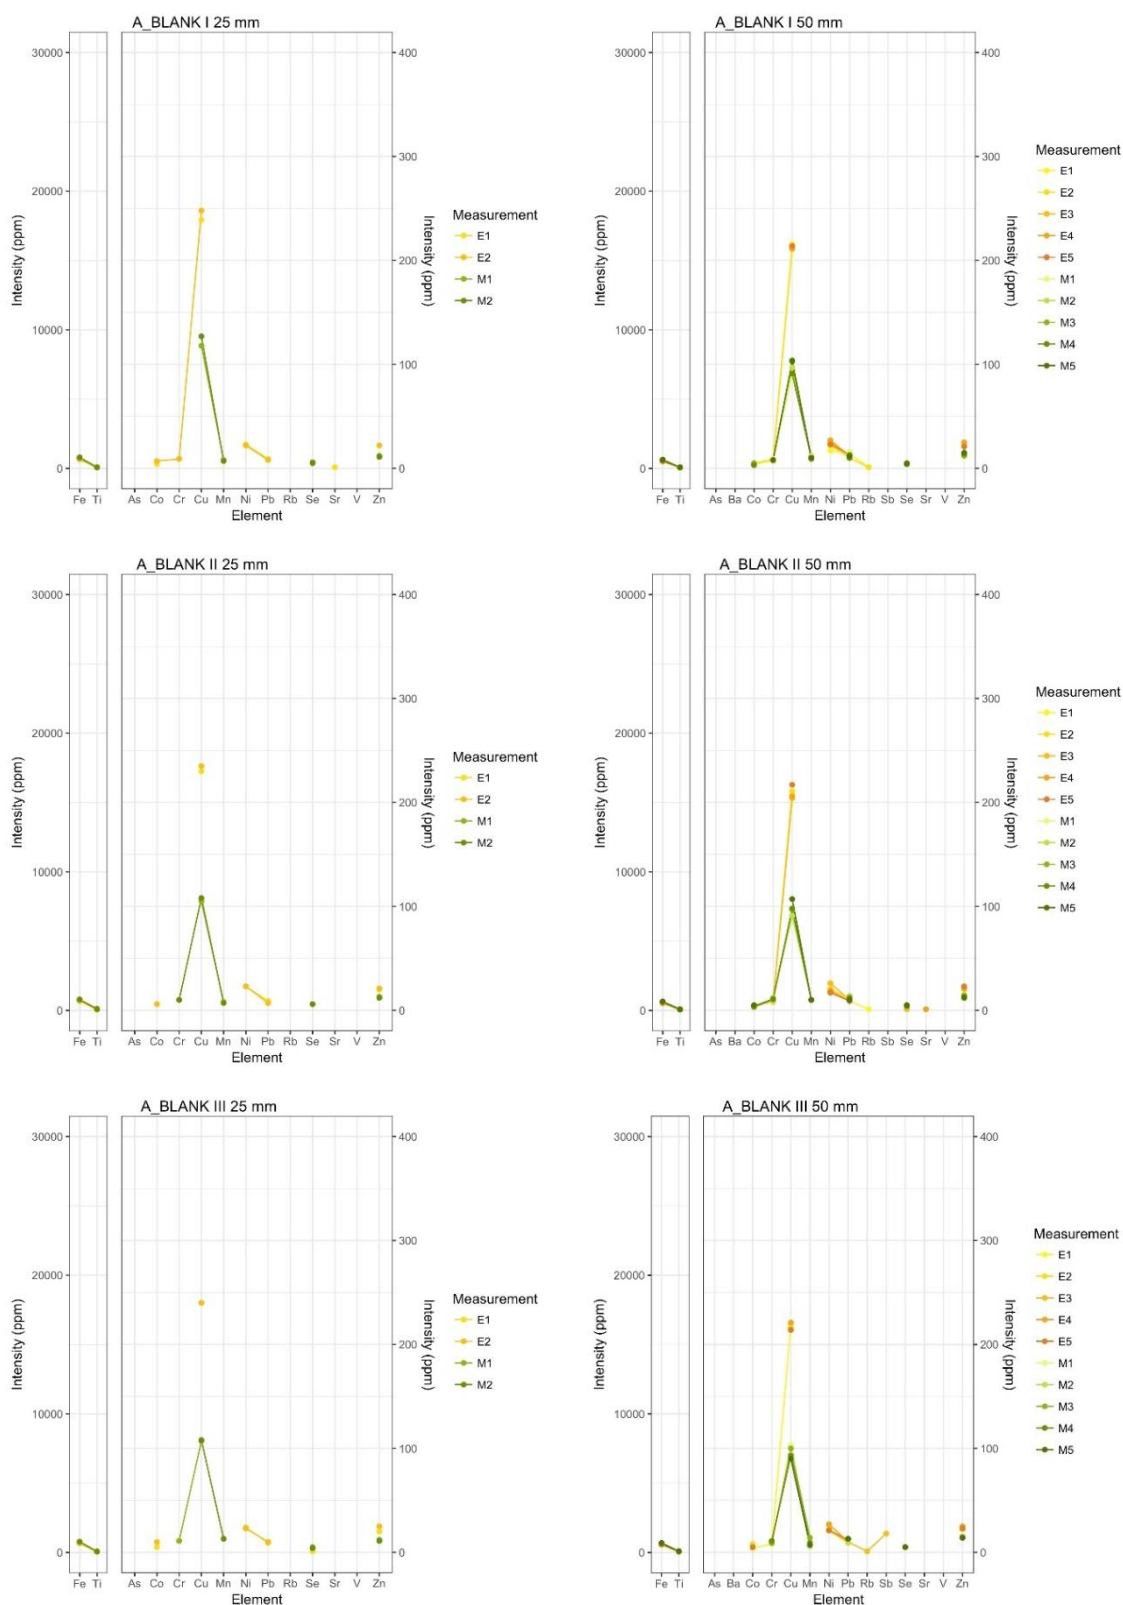 A_BLANK I 25 mm
30000
20000
10000
0
Intensity (ppm)
400
300
200
100
0
Intensity (ppm)
Fe Ti As Co Cr Cu Mn Ni Pb Rb Se Sr V Zn
Element
Measurement
E1
E2
M1
M2
A_BLANK I 50 mm
30000
20000
10000
0
Intensity (ppm)
400
300
200
100
0
Intensity (ppm)
Fe Ti As Ba Co Cr Cu Mn Ni Pb Rb Sb Se Sr V Zn
Element
Measurement
E1
E2
E3
E4
E5
M1
M2
M3
M4
M5
A_BLANK II 25 mm
30000
20000
10000
0
Intensity (ppm)
400
300
200
100
0
Intensity (ppm)
Fe Ti As Co Cr Cu Mn Ni Pb Rb Se Sr V Zn
Element
Measurement
E1
E2
M1
M2
A_BLANK II 50 mm
30000
20000
10000
0
Intensity (ppm)
400
300
200
100
0
Intensity (ppm)
Fe Ti As Ba Co Cr Cu Mn Ni Pb Rb Sb Se Sr V Zn
Element
Measurement
E1
E2
E3
E4
E5
M1
M2
M3
M4
M5
A_BLANK III 25 mm
30000
20000
10000
0
Intensity (ppm)
400
300
200
100
0
Intensity (ppm)
Fe Ti As Co Cr Cu Mn Ni Pb Rb Se Sr V Zn
Element
Measurement
E1
E2
M1
M2
A_BLANK III 50 mm
30000
20000
10000
0
Intensity (ppm)
400
300
200
100
0
Intensity (ppm)
Fe Ti As Ba Co Cr Cu Mn Ni Pb Rb Sb Se Sr V Zn
Element
Measurement
E1
E2
E3
E4
E5
M1
M2
M3
M4
M5